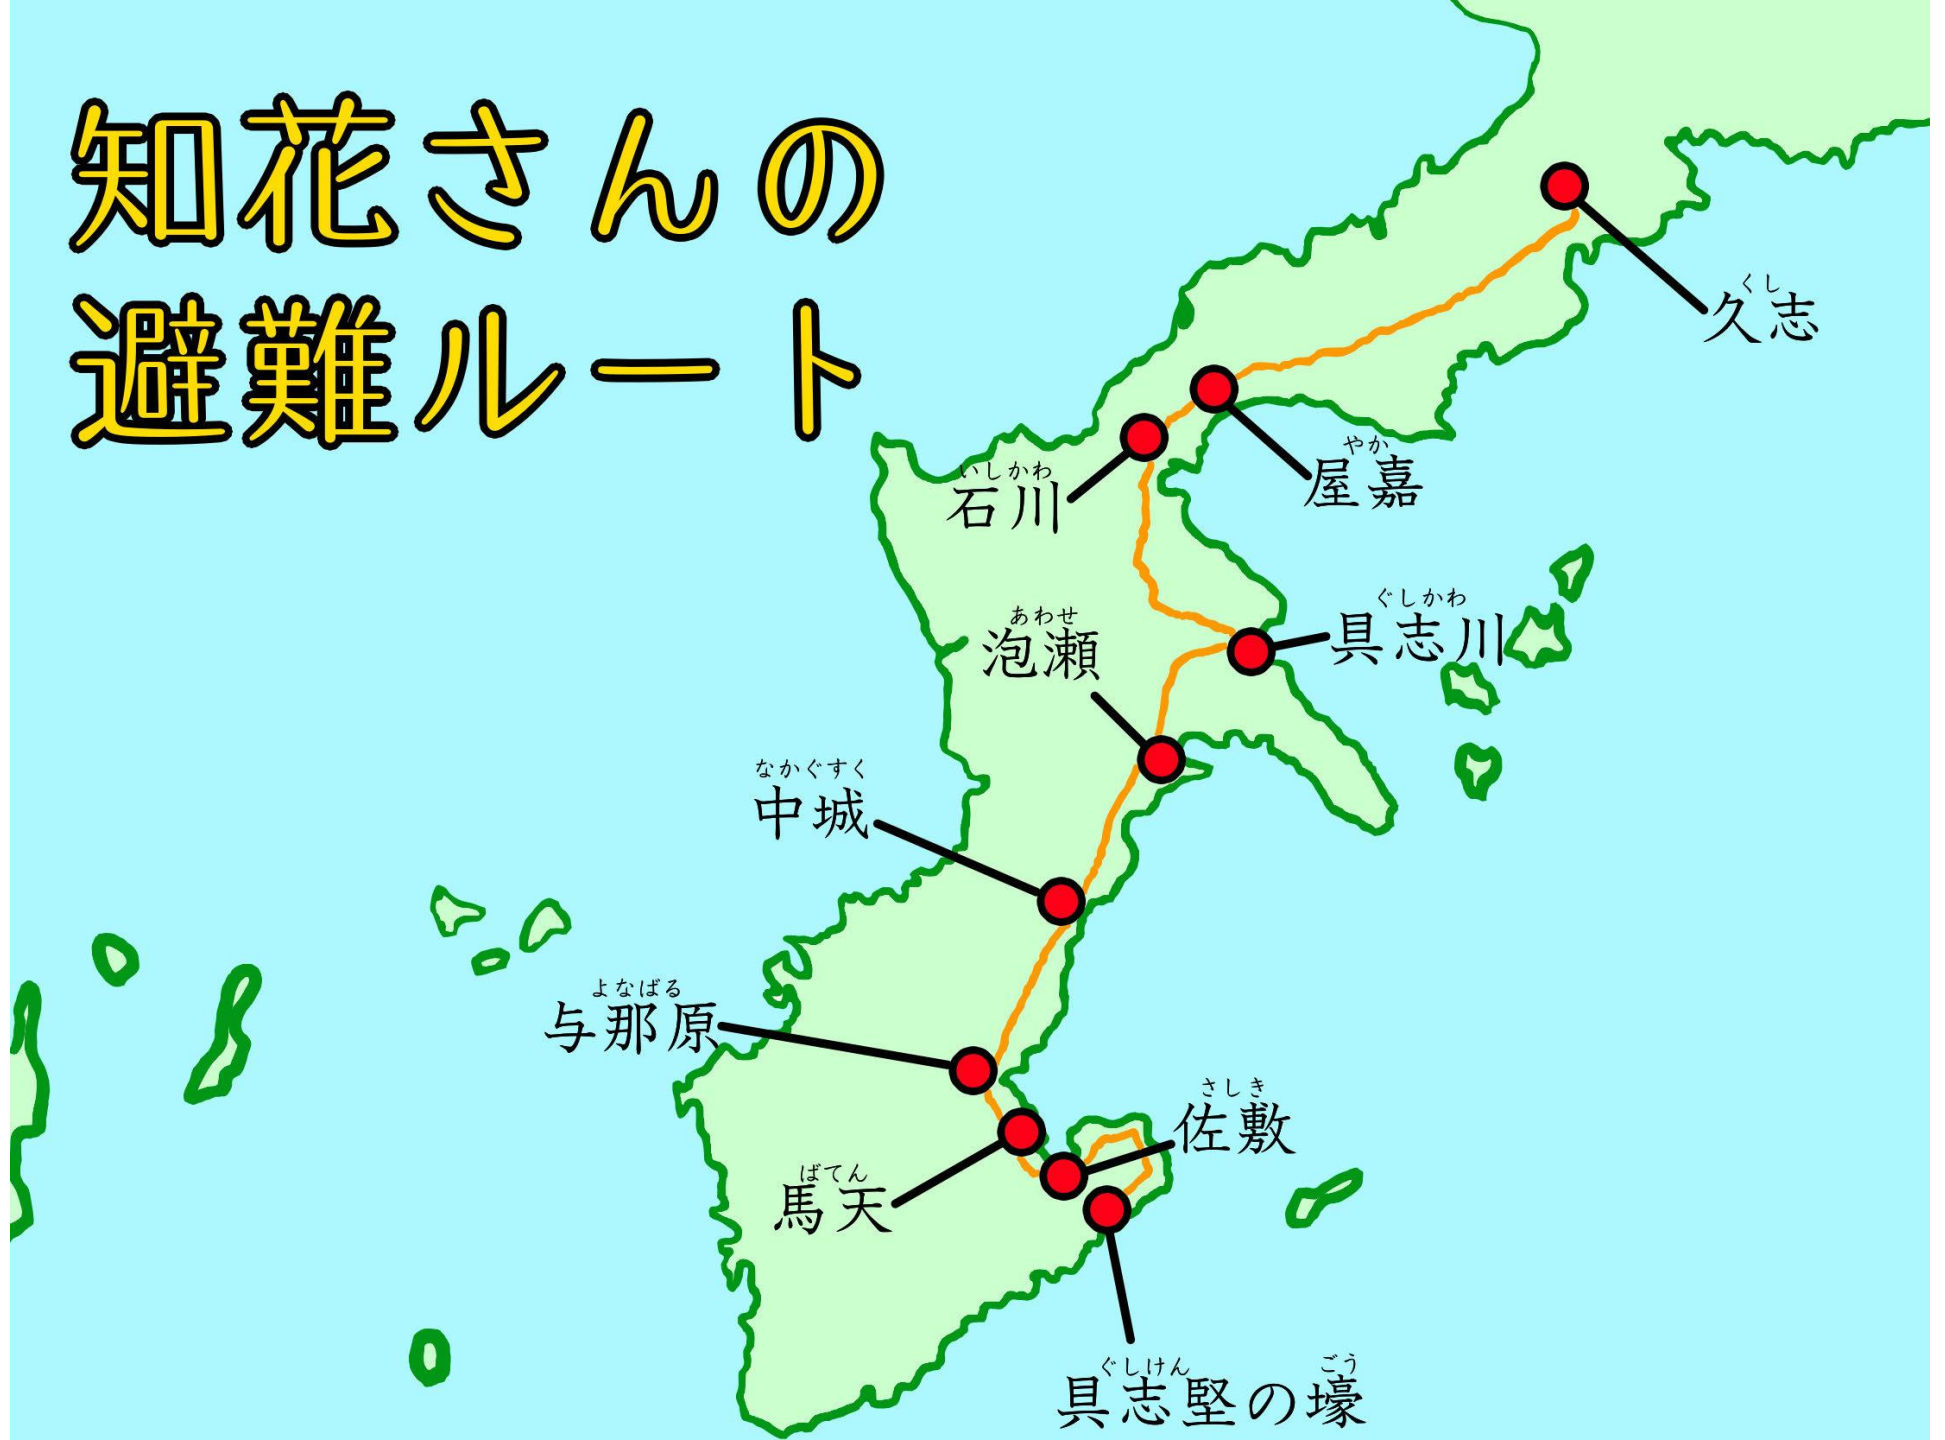 知花さんの
避難ルート
くし
久志
やか
屋嘉
いしかわ
石川
ぐしかわ
具志川
あわせ
泡瀬
なかぐすく
中城
よなばる
与那原
さしき
佐敷
ばてん
馬天
ぐしけん ごう
具志堅の壕